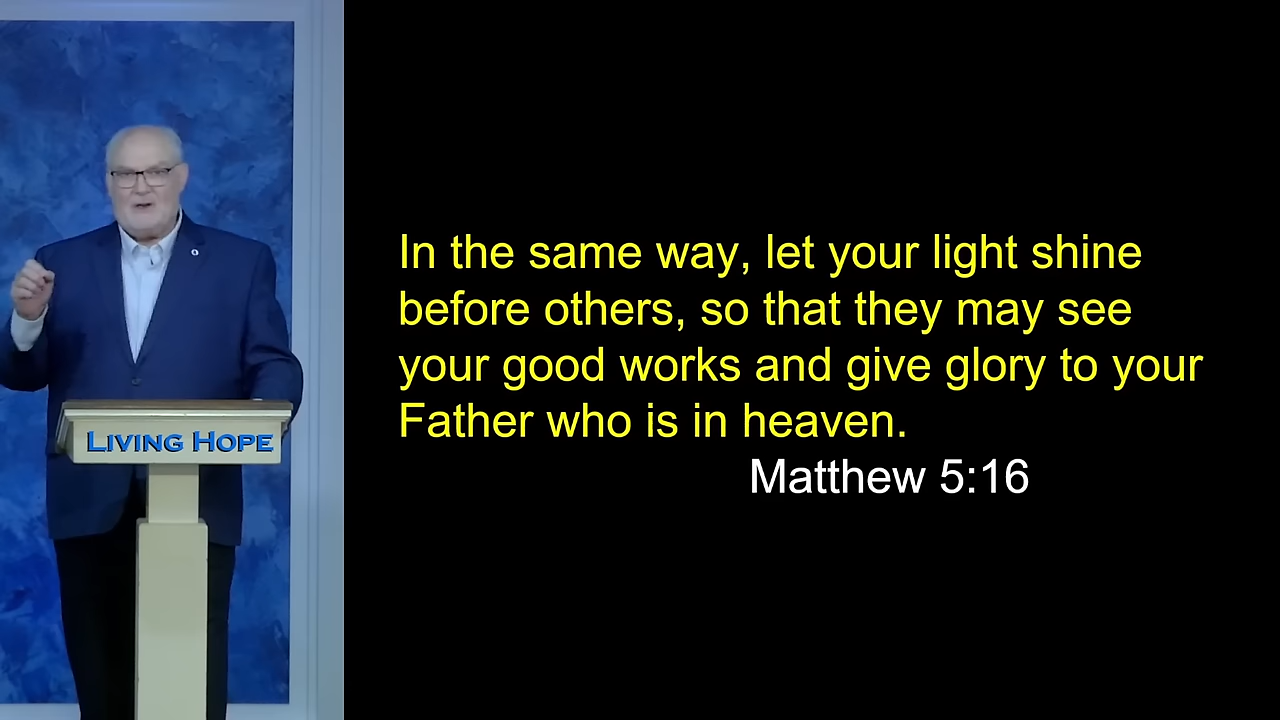 LIVING HOPE
In the same way, let your light shine
before others, so that they may see
your good works and give glory to your
Father who is in heaven.
Matthew 5:16